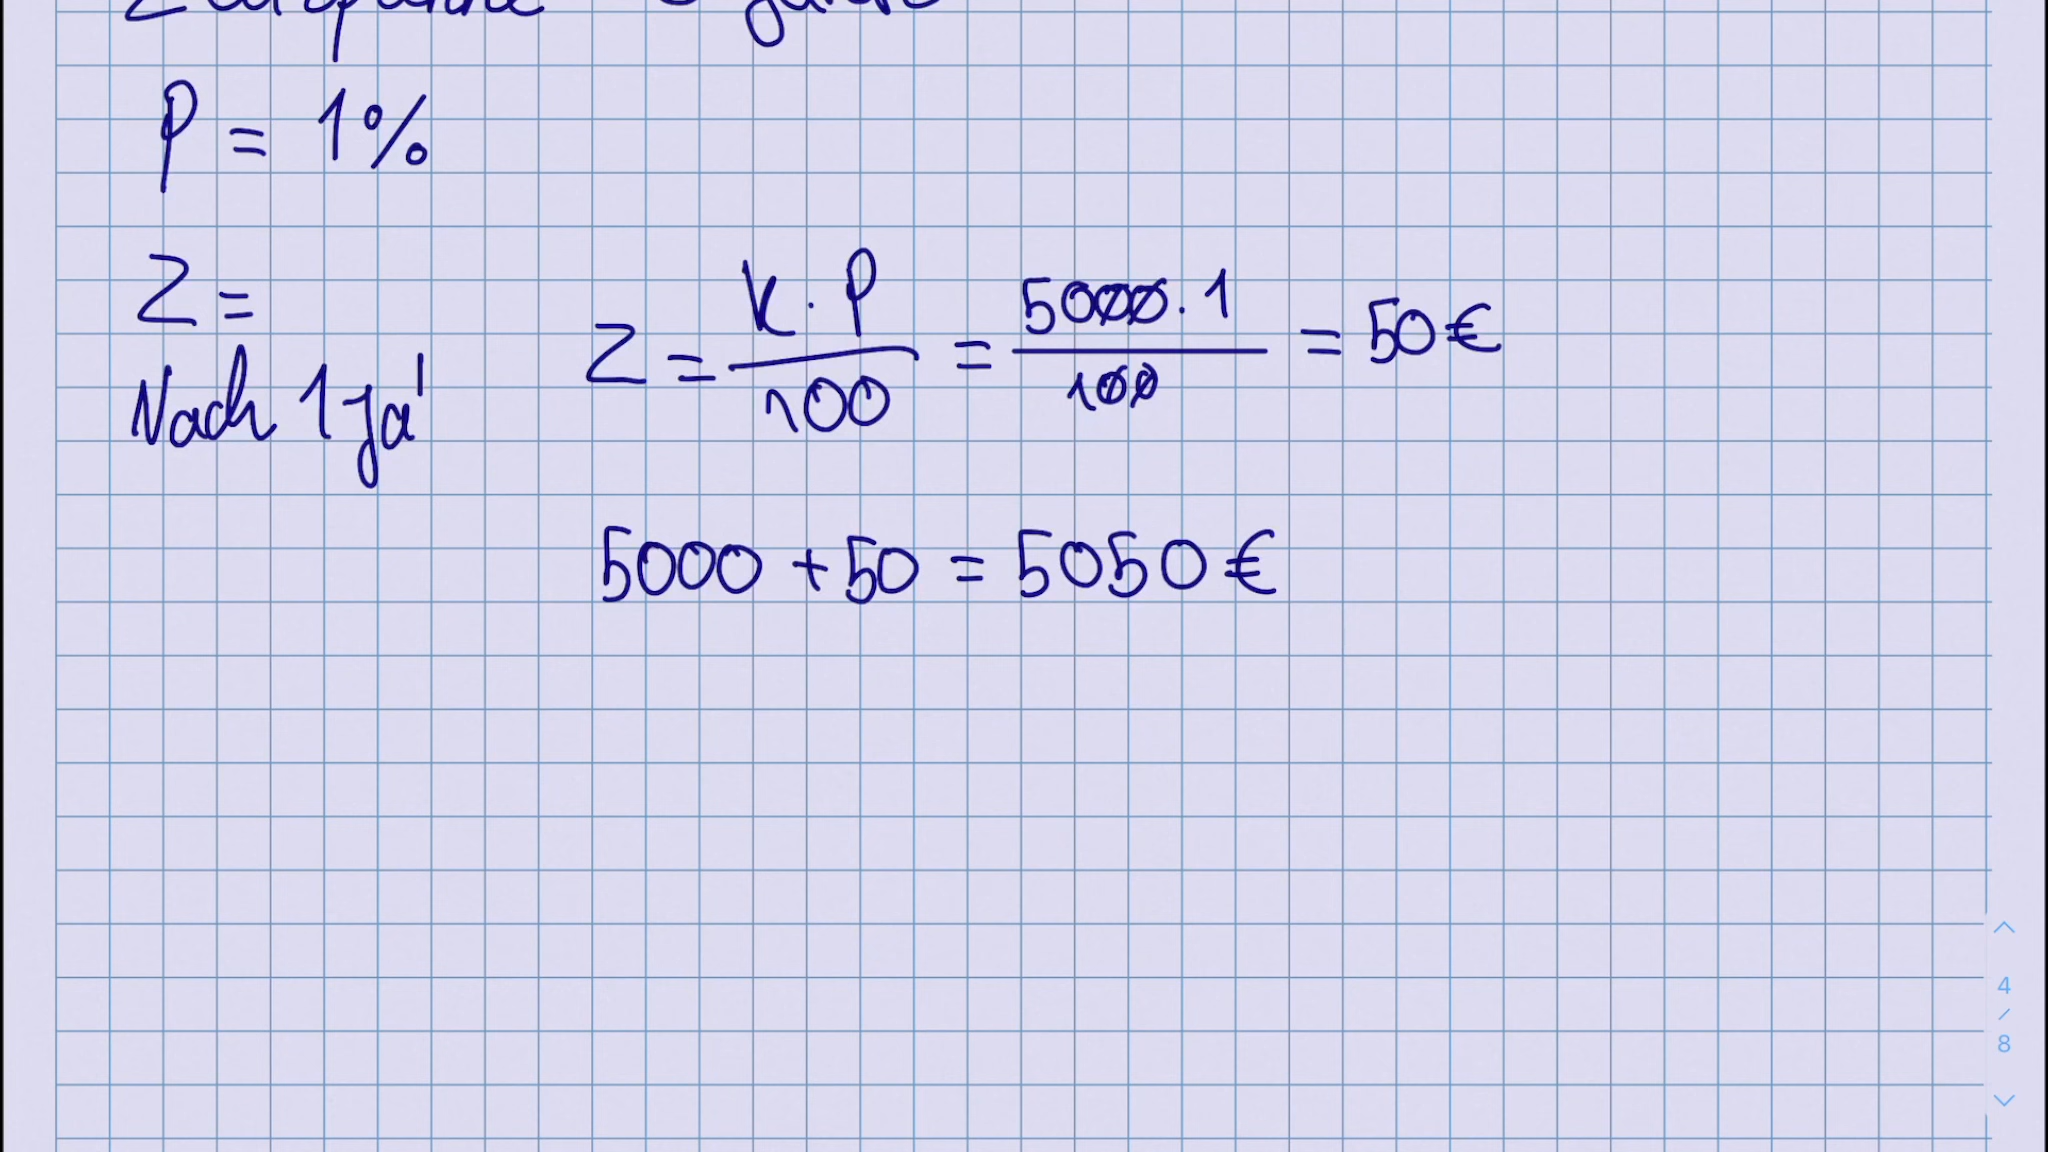 P = 1%
Z =
Z = K · P / 100 = 5000 · 1 / 100 = 50 €
Nach 1 Ja
5000 + 50 = 5050 €
4
/
8